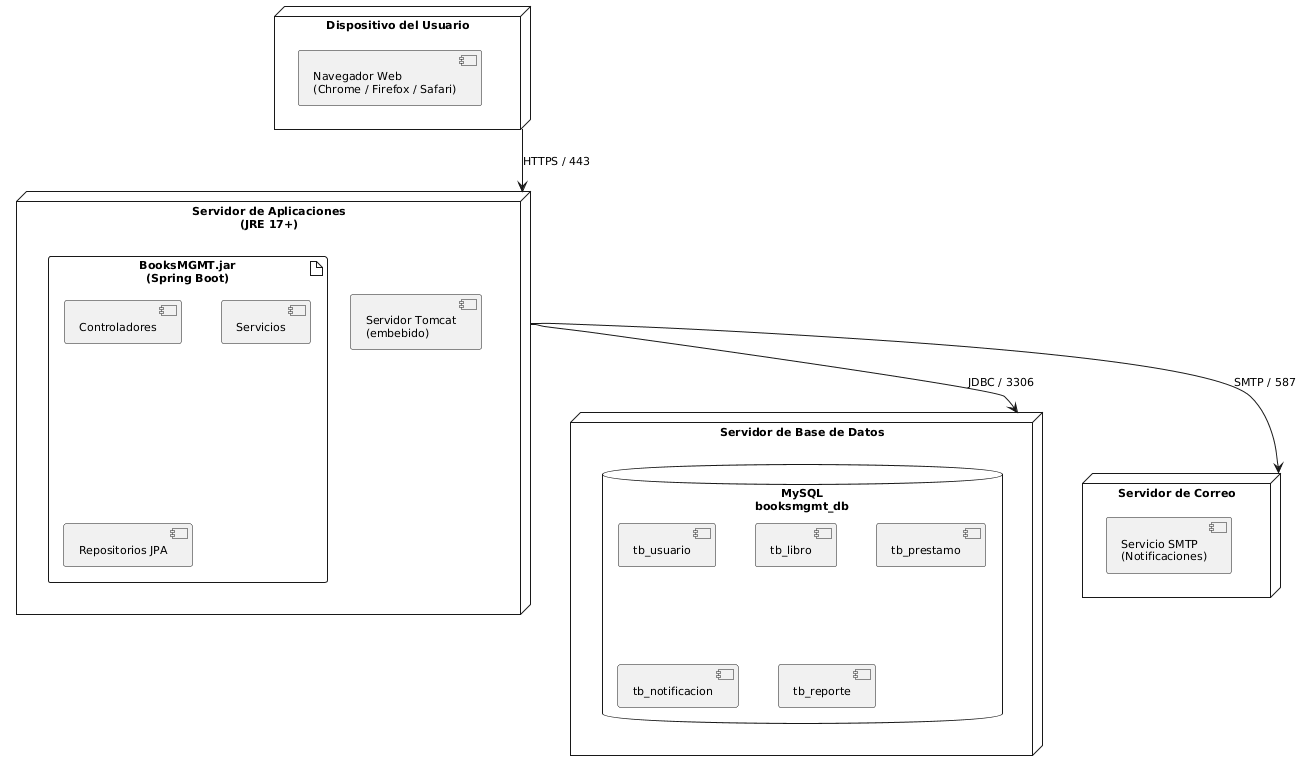 Dispositivo del Usuario
Navegador Web
(Chrome / Firefox / Safari)
HTTPS / 443
Servidor de Aplicaciones
(JRE 17+)
BooksMGMT.jar
(Spring Boot)
Controladores
Servicios
Servidor Tomcat
(embebido)
Repositorios JPA
JDBC / 3306
SMTP / 587
Servidor de Base de Datos
MySQL
booksmgmt_db
tb_usuario
tb_libro
tb_prestamo
tb_notificacion
tb_reporte
Servidor de Correo
Servicio SMTP
(Notificaciones)